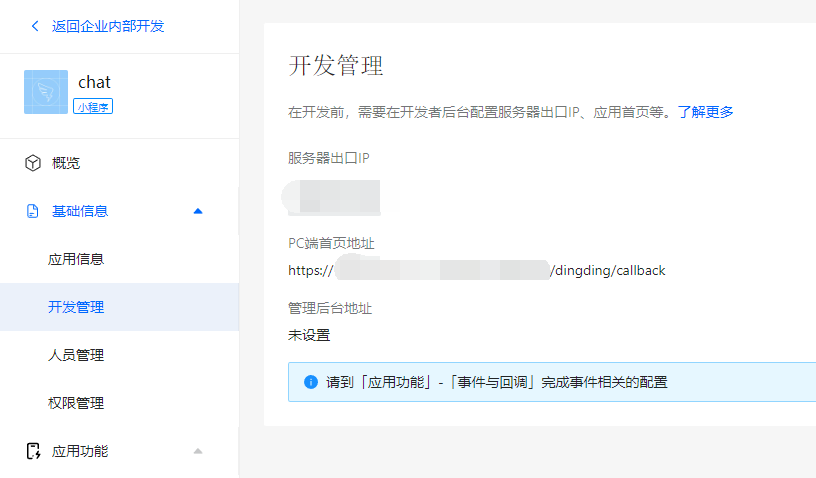 返回企业内部开发
chat
小程序
概览
基础信息
应用信息
开发管理
人员管理
权限管理
应用功能
开发管理
在开发前，需要在开发者后台配置服务器出口IP、应用首页等。了解更多
服务器出口IP
PC端首页地址
https:// /dingding/callback
管理后台地址
未设置
请到「应用功能」-「事件与回调」完成事件相关的配置